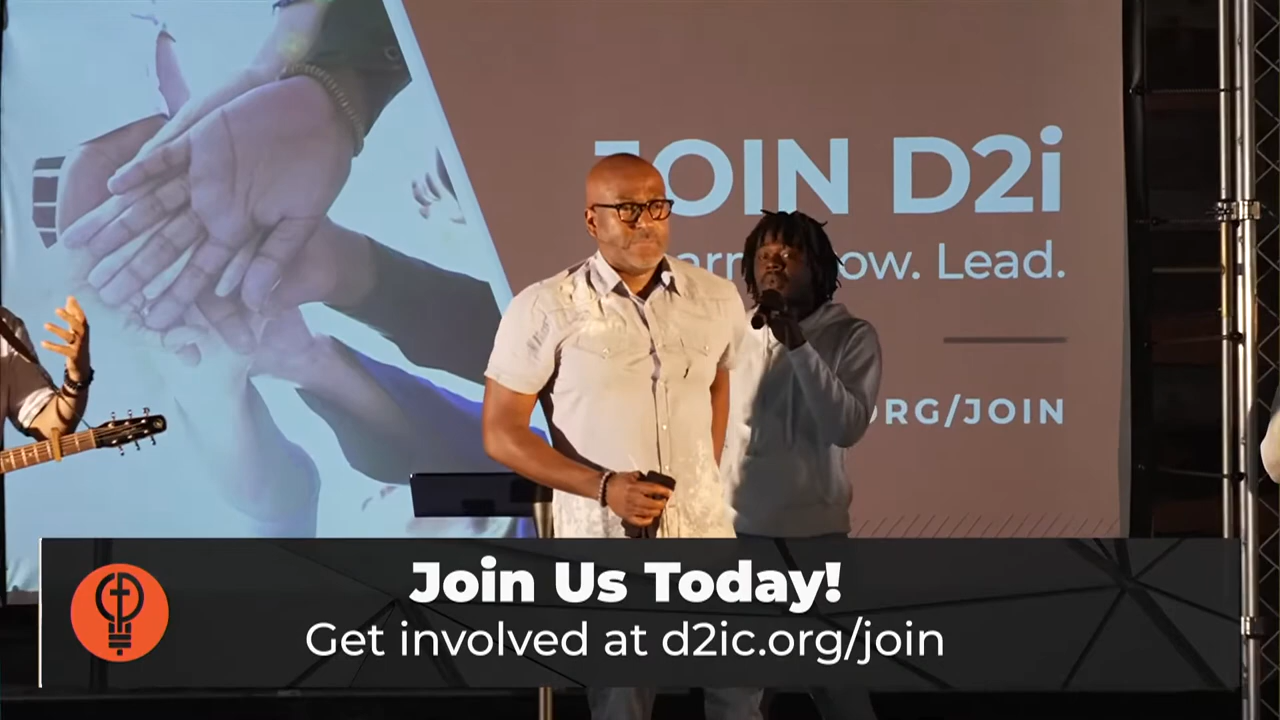 JOIN D2i
Lead.
ORG/JOIN
Join Us Today!
Get involved at d2ic.org/join